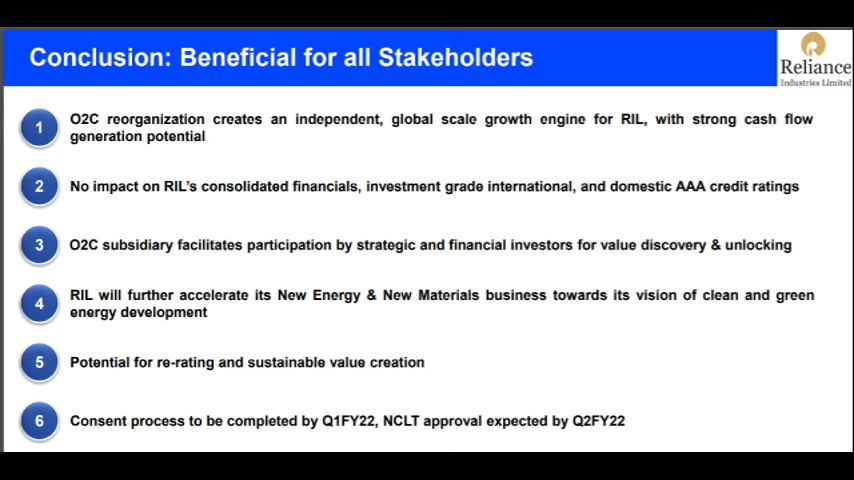 Conclusion: Beneficial for all Stakeholders
Reliance
Industries Limited
1
O2C reorganization creates an independent, global scale growth engine for RIL, with strong cash flow
generation potential
2
No impact on RIL's consolidated financials, investment grade international, and domestic AAA credit ratings
3
O2C subsidiary facilitates participation by strategic and financial investors for value discovery & unlocking
4
RIL will further accelerate its New Energy & New Materials business towards its vision of clean and green
energy development
5
Potential for re-rating and sustainable value creation
6
Consent process to be completed by Q1FY22, NCLT approval expected by Q2FY22